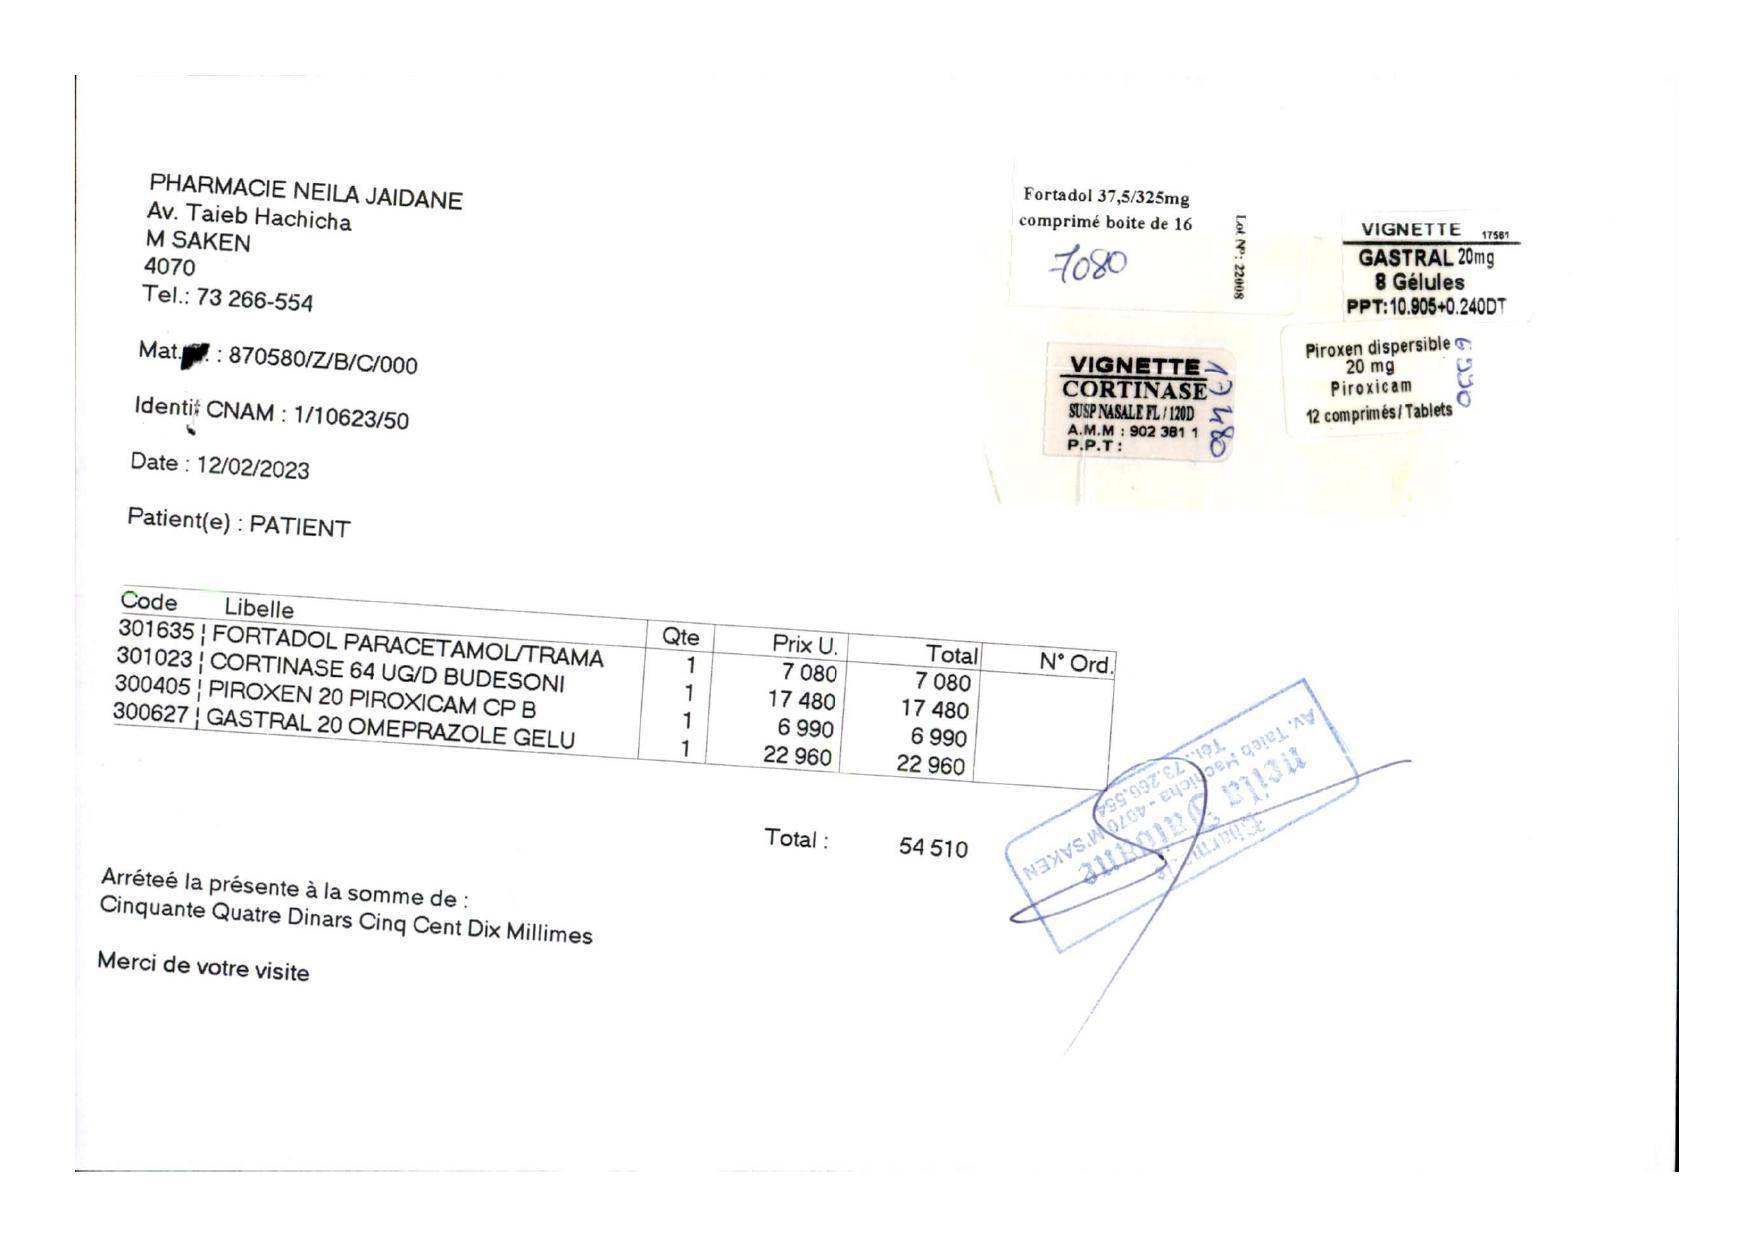 PHARMACIE NEILA JAIDANE
Av. Taieb Hachicha
M SAKEN
4070
Tel.: 73 266-554
Mat. : 870580/Z/B/C/000
Identif CNAM : 1/10623/50
Date : 12/02/2023
Patient(e) : PATIENT
Fortadol 37,5/325mg
comprimé boite de 16
7080
Lot N°: 22008
VIGNETTE 17561
GASTRAL 20mg
8 Gélules
PPT:10.905+0.240DT
VIGNETTE
CORTINASE
SUSP NASALE FL / 120D
A.M.M : 902 381 1
P.P.T :
17480
Piroxen dispersible
20 mg
Piroxicam
12 comprimés/Tablets
6990
Code Libelle Qte Prix U. Total N° Ord.
301635 ¦ FORTADOL PARACETAMOL/TRAMA 1 7 080 7 080
301023 ¦ CORTINASE 64 UG/D BUDESONI 1 17 480 17 480
300405 ¦ PIROXEN 20 PIROXICAM CP B 1 6 990 6 990
300627 ¦ GASTRAL 20 OMEPRAZOLE GELU 1 22 960 22 960
Total : 54 510
Arréteé la présente à la somme de :
Cinquante Quatre Dinars Cinq Cent Dix Millimes
Merci de votre visite
neila Jaidane
Av. Taieb Hachicha - 4070 M'SAKEN
Tél.: 73.266.554